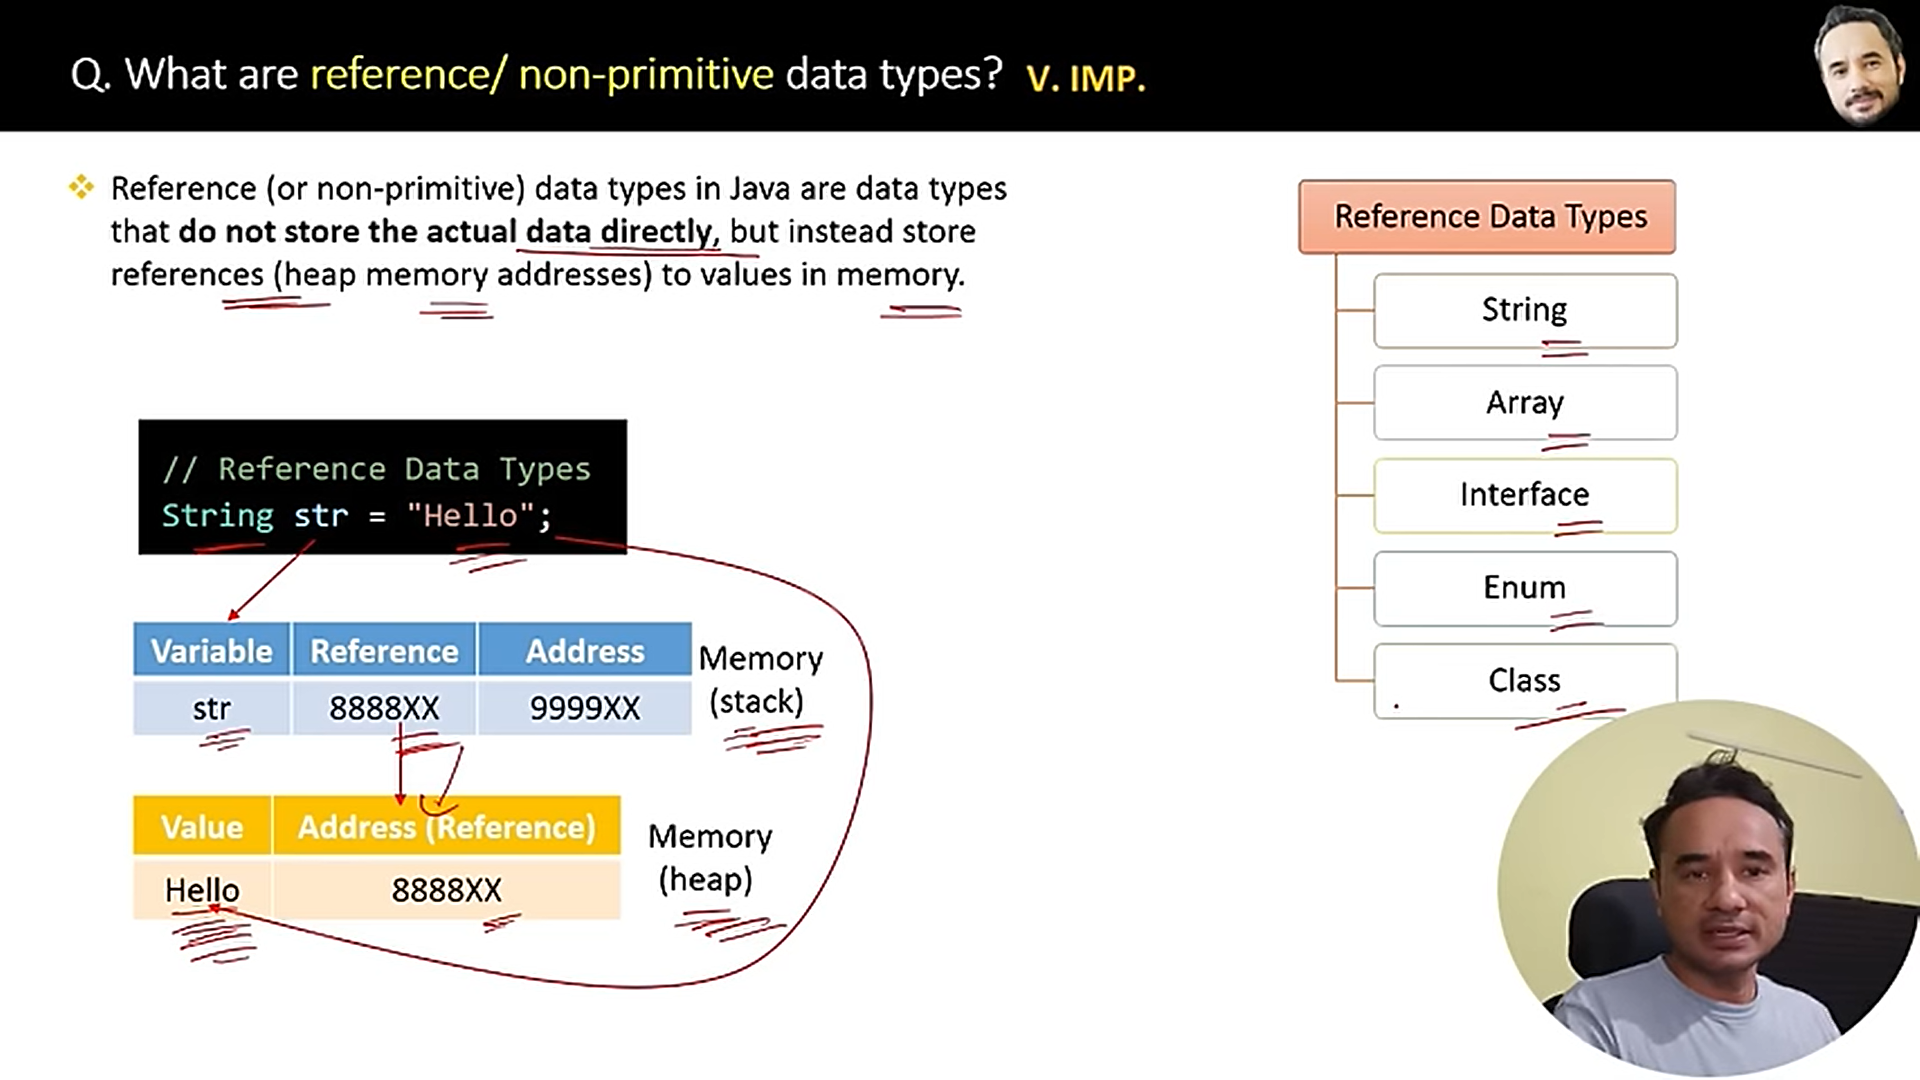 Q. What are reference/ non-primitive data types? V. IMP.
Reference (or non-primitive) data types in Java are data types
that do not store the actual data directly, but instead store
references (heap memory addresses) to values in memory.
// Reference Data Types
String str = "Hello";
Variable Reference Address
str 8888XX 9999XX
Memory
(stack)
Value Address (Reference)
Hello 8888XX
Memory
(heap)
Reference Data Types
String
Array
Interface
Enum
Class